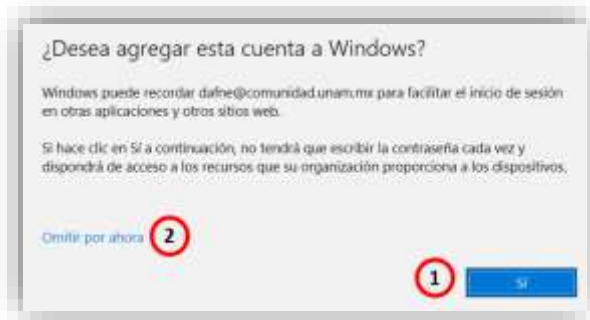 ¿Desea agregar esta cuenta a Windows?
Windows puede recordar dafne@comunidad.unam.mx para facilitar el inicio de sesión
en otras aplicaciones y otros sitios web.
Si hace clic en Sí a continuación, no tendrá que escribir la contraseña cada vez y
dispondrá de acceso a los recursos que su organización proporciona a los dispositivos.
Omitir por ahora 2
1 Sí